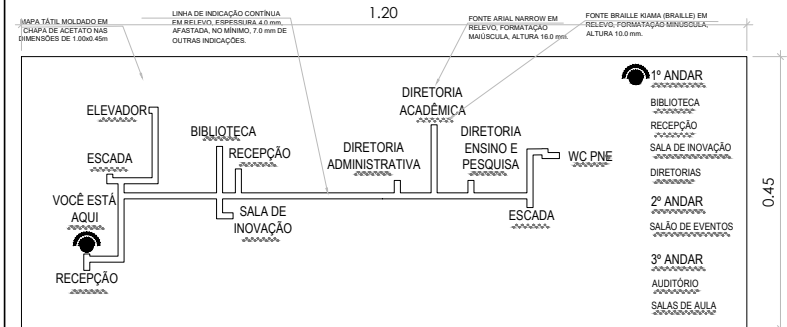 1.20
MAPA TÁTIL MOLDADO EM
CHAPA DE ACETATO NAS
DIMENSÕES DE 1.00x0.45m
LINHA DE INDICAÇÃO CONTÍNUA
EM RELEVO, ESPESSURA 4.0 mm,
AFASTADA, NO MÍNIMO, 7.0 mm DE
OUTRAS INDICAÇÕES.
FONTE ARIAL NARROW EM
RELEVO, FORMATAÇÃO
MAIÚSCULA, ALTURA 16.0 mm.
FONTE BRAILLE KIAMA (BRAILLE) EM
RELEVO, FORMATAÇÃO MINÚSCULA,
ALTURA 10.0 mm.
ELEVADOR
ESCADA
VOCÊ ESTÁ
AQUI
RECEPÇÃO
BIBLIOTECA
RECEPÇÃO
SALA DE
INOVAÇÃO
DIRETORIA
ADMINISTRATIVA
DIRETORIA
ACADÊMICA
DIRETORIA
ENSINO E
PESQUISA
WC PNE
ESCADA
1º ANDAR
BIBLIOTECA
RECEPÇÃO
SALA DE INOVAÇÃO
DIRETORIAS
2º ANDAR
SALÃO DE EVENTOS
3º ANDAR
AUDITÓRIO
SALAS DE AULA
0.45